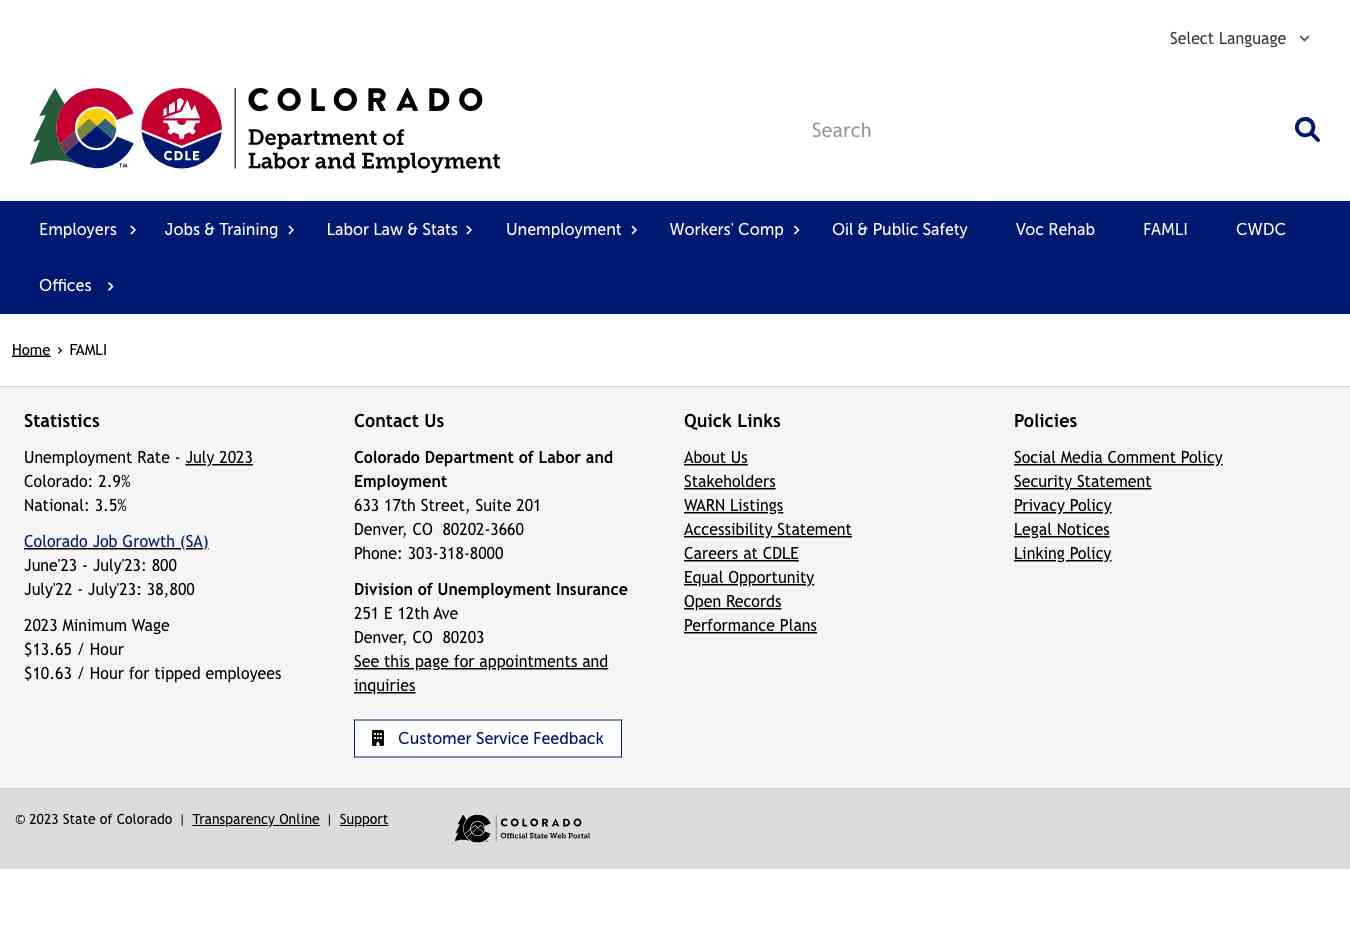 Select Language
CDLE
TM
COLORADO
Department of
Labor and Employment
Search
Employers
Jobs & Training
Labor Law & Stats
Unemployment
Workers' Comp
Oil & Public Safety
Voc Rehab
FAMLI
CWDC
Offices
Home › FAMLI
Statistics
Unemployment Rate - July 2023
Colorado: 2.9%
National: 3.5%
Colorado Job Growth (SA)
June'23 - July'23: 800
July'22 - July'23: 38,800
2023 Minimum Wage
$13.65 / Hour
$10.63 / Hour for tipped employees
Contact Us
Colorado Department of Labor and
Employment
633 17th Street, Suite 201
Denver, CO 80202-3660
Phone: 303-318-8000
Division of Unemployment Insurance
251 E 12th Ave
Denver, CO 80203
See this page for appointments and
inquiries
Customer Service Feedback
Quick Links
About Us
Stakeholders
WARN Listings
Accessibility Statement
Careers at CDLE
Equal Opportunity
Open Records
Performance Plans
Policies
Social Media Comment Policy
Security Statement
Privacy Policy
Legal Notices
Linking Policy
© 2023 State of Colorado | Transparency Online | Support
COLORADO
Official State Web Portal